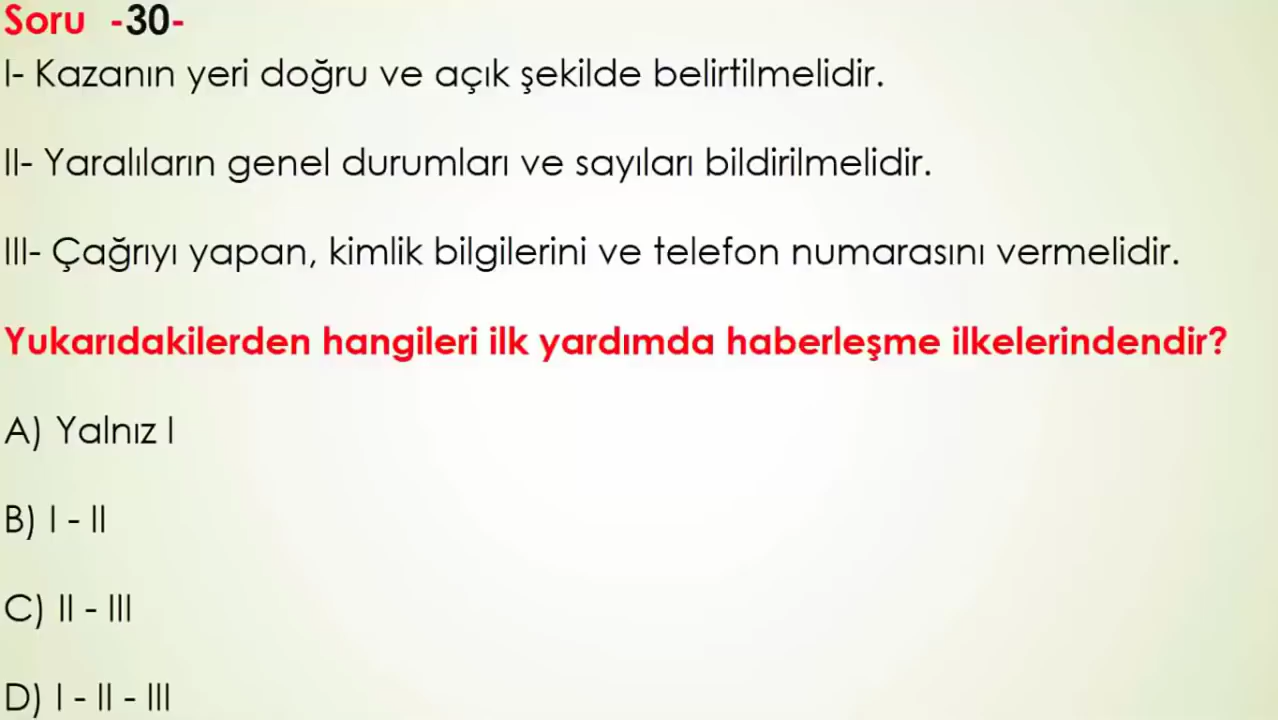 Soru -30-
I- Kazanın yeri doğru ve açık şekilde belirtilmelidir.
II- Yaralıların genel durumları ve sayıları bildirilmelidir.
III- Çağrıyı yapan, kimlik bilgilerini ve telefon numarasını vermelidir.
Yukarıdakilerden hangileri ilk yardımda haberleşme ilkelerindendir?
A) Yalnız I
B) I - II
C) II - III
D) I - II - III